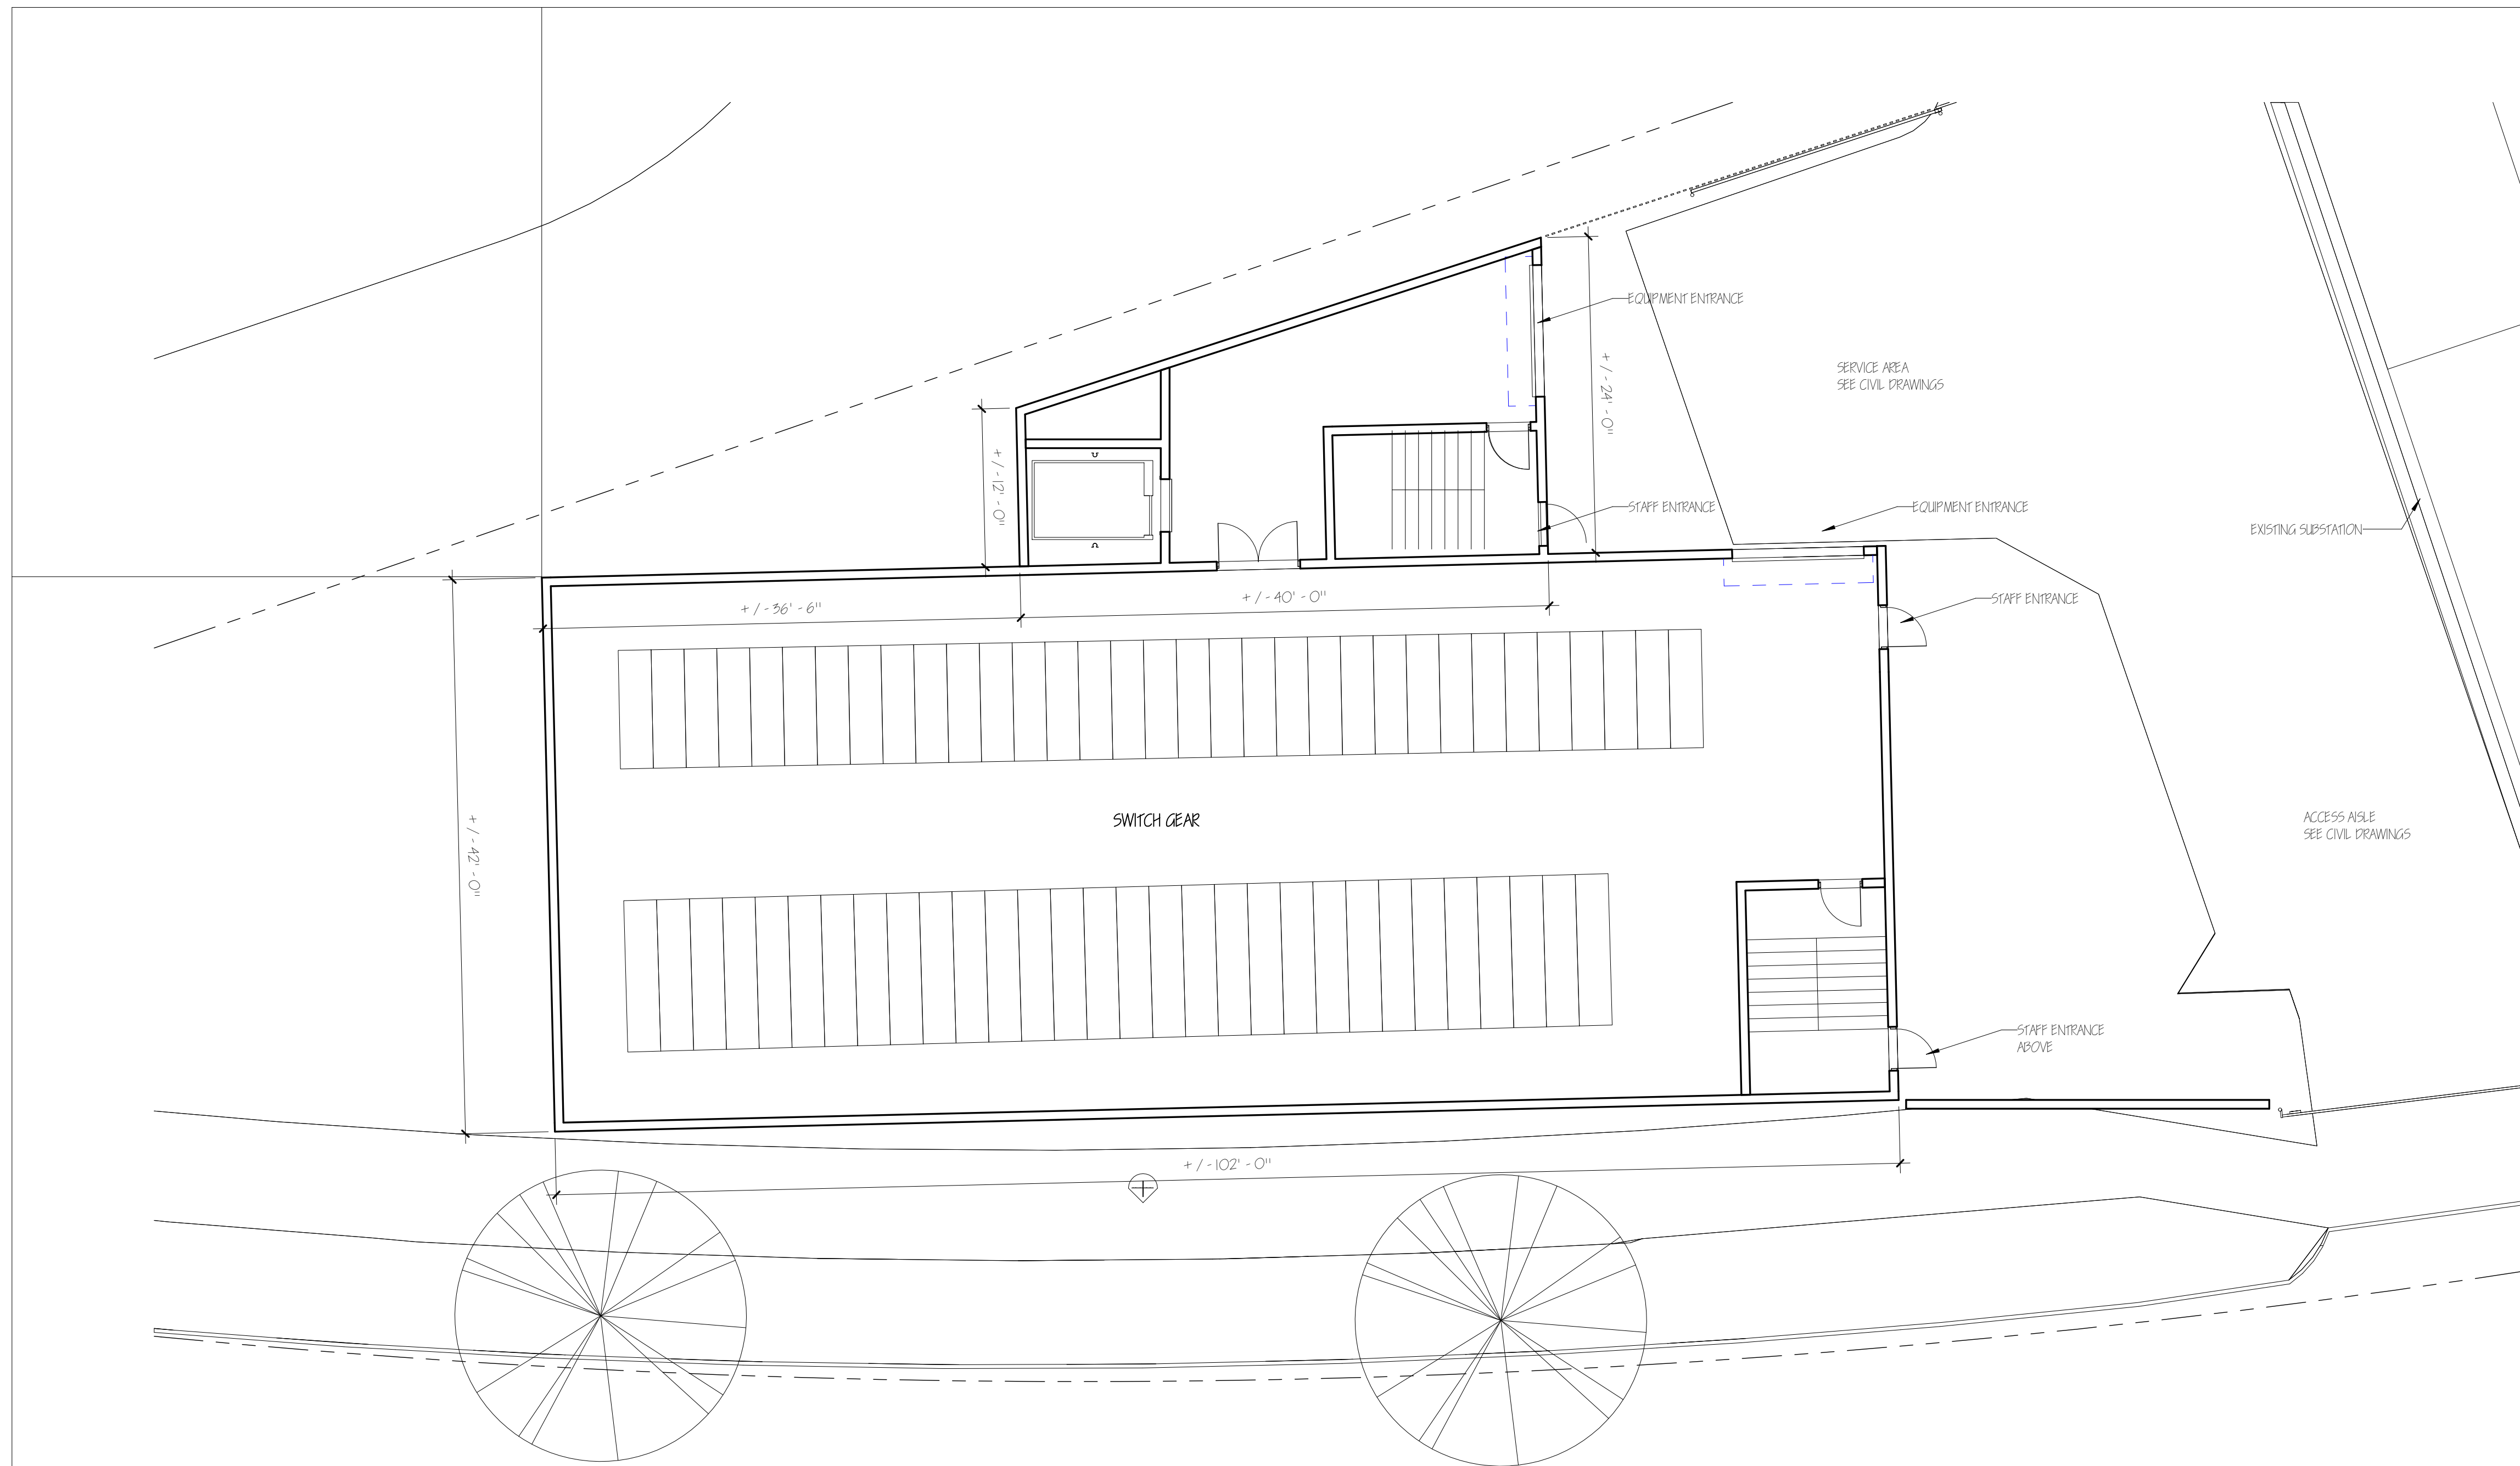 EQUIPMENT ENTRANCE
+/-24'-0"
SERVICE AREA
SEE CIVIL DRAWINGS
+/-12'-0"
STAFF ENTRANCE
EQUIPMENT ENTRANCE
EXISTING SUBSTATION
+/-36'-6"
+/-40'-0"
STAFF ENTRANCE
SWITCH GEAR
+/-42'-0"
ACCESS AISLE
SEE CIVIL DRAWINGS
STAFF ENTRANCE
ABOVE
+/-102'-0"